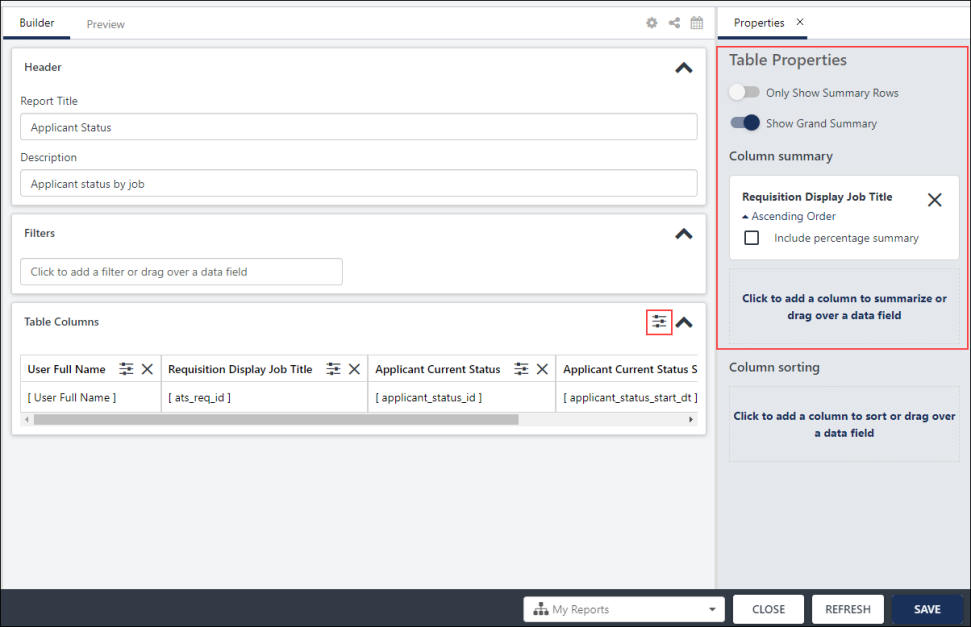 Builder
Preview
Properties
Header
Report Title
Applicant Status
Description
Applicant status by job
Filters
Click to add a filter or drag over a data field
Table Columns
User Full Name
Requisition Display Job Title
Applicant Current Status
Applicant Current Status S
[ User Full Name ]
[ ats_req_id ]
[ applicant_status_id ]
[ applicant_status_start_dt ]
Table Properties
Only Show Summary Rows
Show Grand Summary
Column summary
Requisition Display Job Title
Ascending Order
Include percentage summary
Click to add a column to summarize or
drag over a data field
Column sorting
Click to add a column to sort or drag over
a data field
My Reports
CLOSE
REFRESH
SAVE